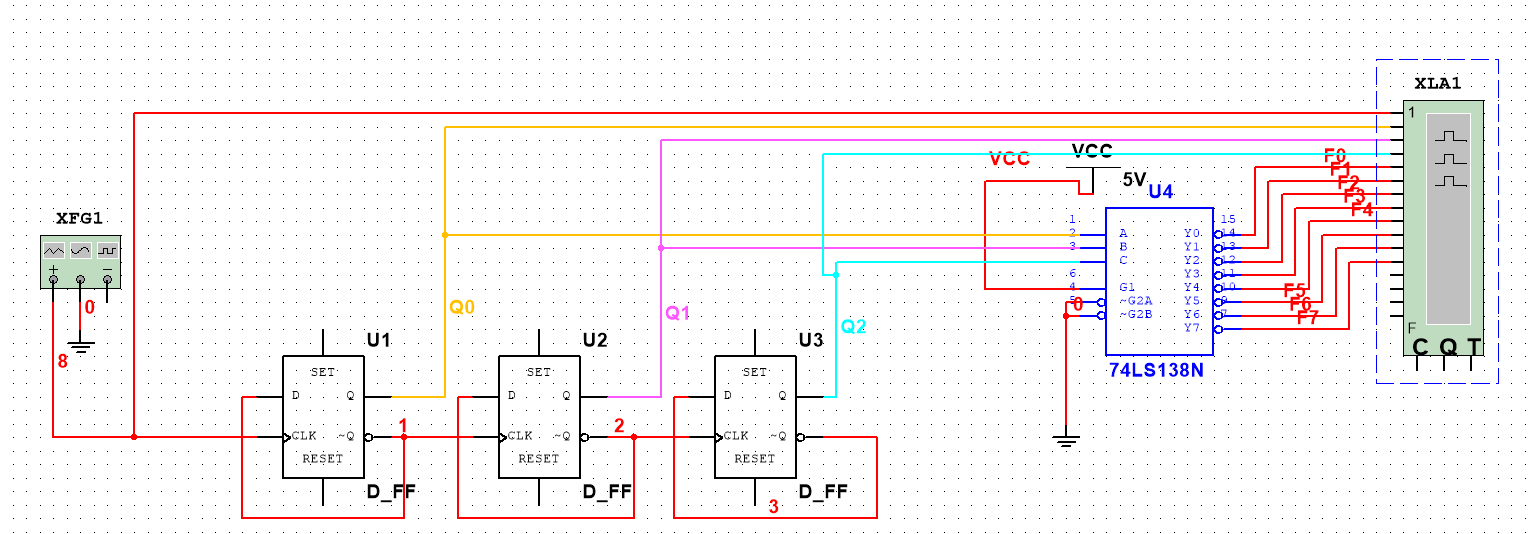 XLA1
1
VCC
VCC
5V
F0
F1
F2
F3
F4
U4
XFG1
+
−
0
8
1
2
3
6
4
5
0
A
B
C
G1
~G2A
~G2B
Y0
Y1
Y2
Y3
Y4
Y5
Y6
Y7
15
14
13
12
11
10
9
7
F5
F6
F7
F
C Q T
74LS138N
Q0
Q1
Q2
U1
SET
D Q
CLK ~Q
RESET
D_FF
1
U2
SET
D Q
CLK ~Q
RESET
D_FF
2
U3
SET
D Q
CLK ~Q
RESET
D_FF
3